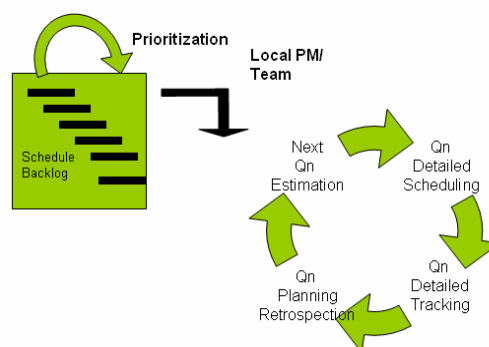 Prioritization
Local PM/
Team
Schedule
Backlog
Next
Qn
Estimation
Qn
Detailed
Scheduling
Qn
Detailed
Tracking
Qn
Planning
Retrospection